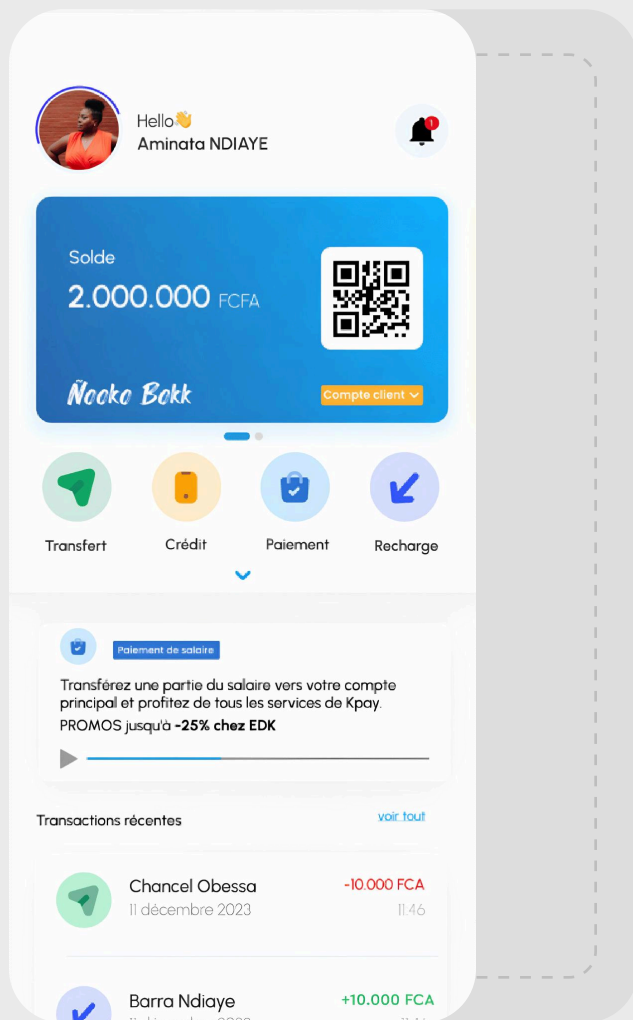 Hello👋
Aminata NDIAYE
1
Solde
2.000.000 FCFA
Ñooko Bokk
Compte client
Transfert
Crédit
Paiement
Recharge
Paiement de salaire
Transférez une partie du salaire vers votre compte
principal et profitez de tous les services de Kpay.
PROMOS jusqu'à -25% chez EDK
Transactions récentes
voir tout
Chancel Obessa
-10.000 FCA
11 décembre 2023
11:46
Barra Ndiaye
+10.000 FCA